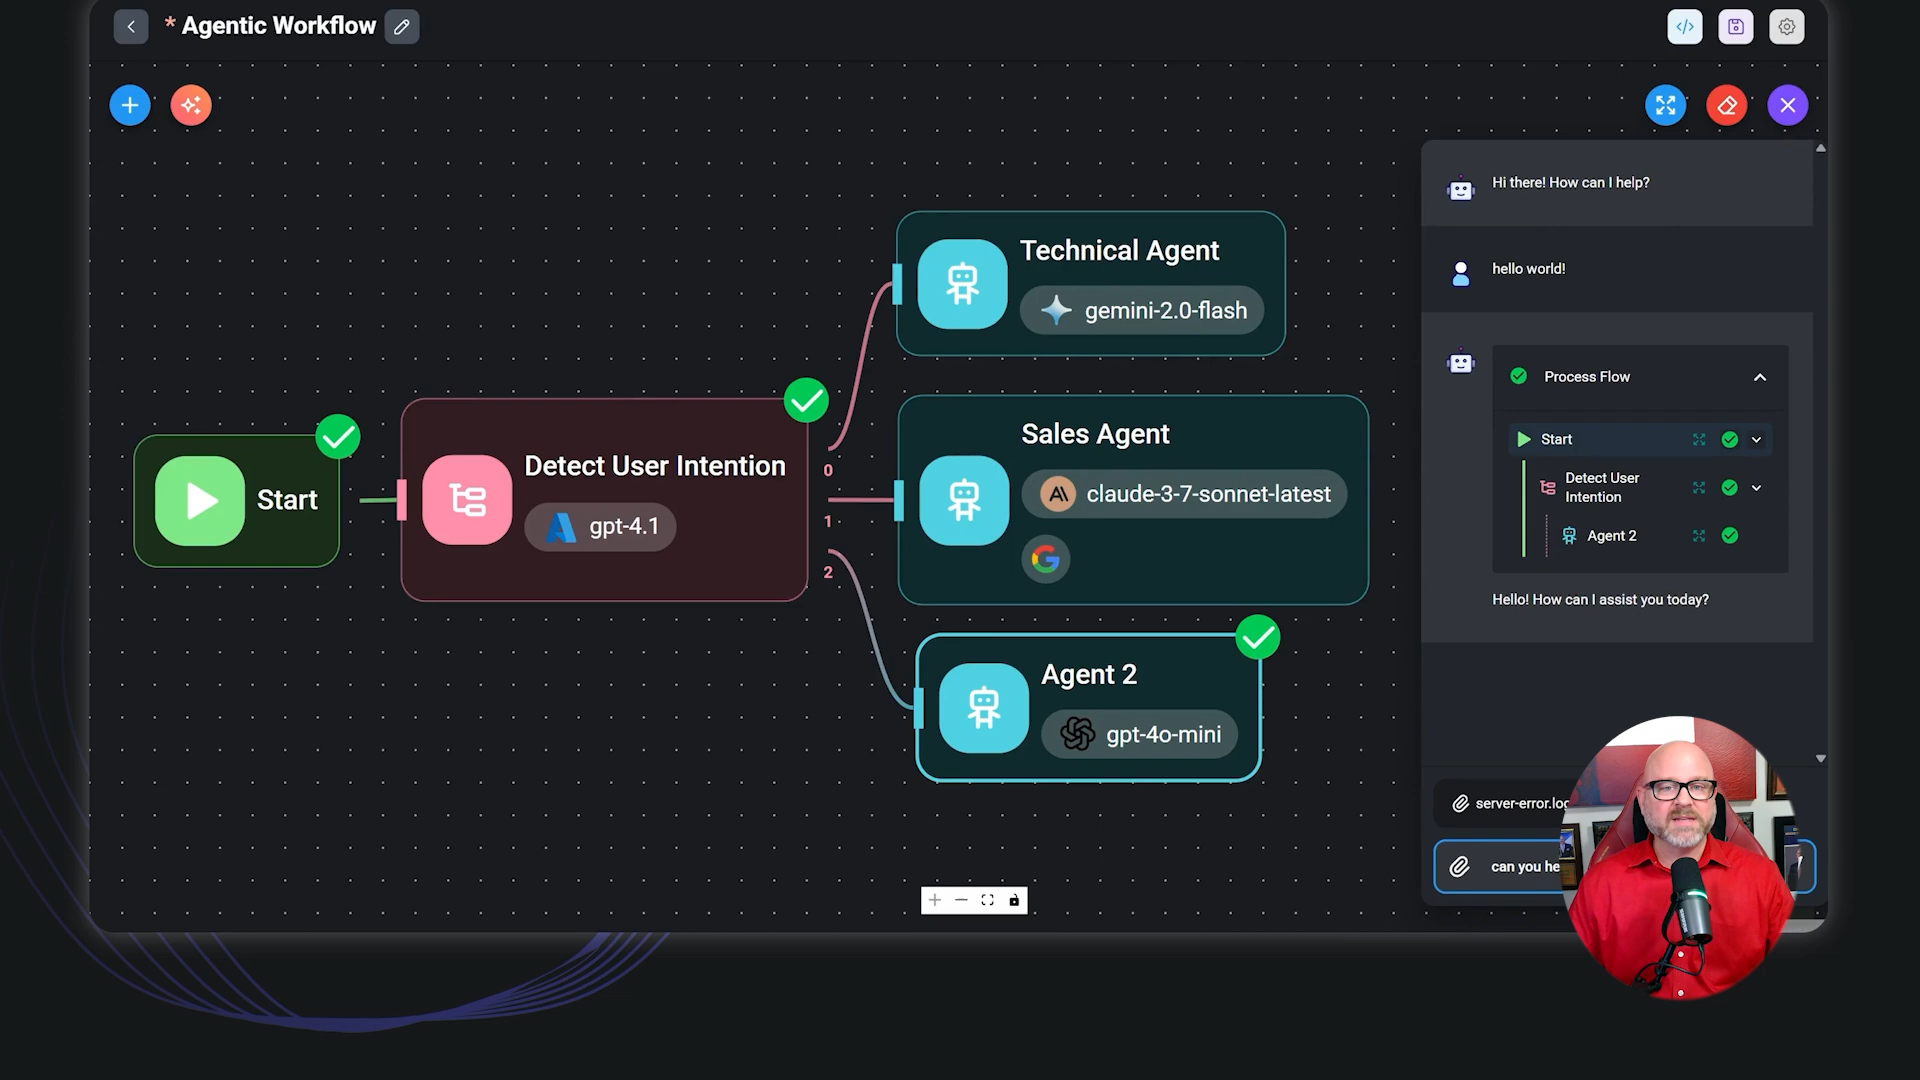 * Agentic Workflow
Hi there! How can I help?
hello world!
Technical Agent
gemini-2.0-flash
Process Flow
Start
Detect User
Intention
Agent 2
Hello! How can I assist you today?
Sales Agent
claude-3-7-sonnet-latest
Start
Detect User Intention
gpt-4.1
0
1
2
Agent 2
gpt-4o-mini
server-error.log
can you he